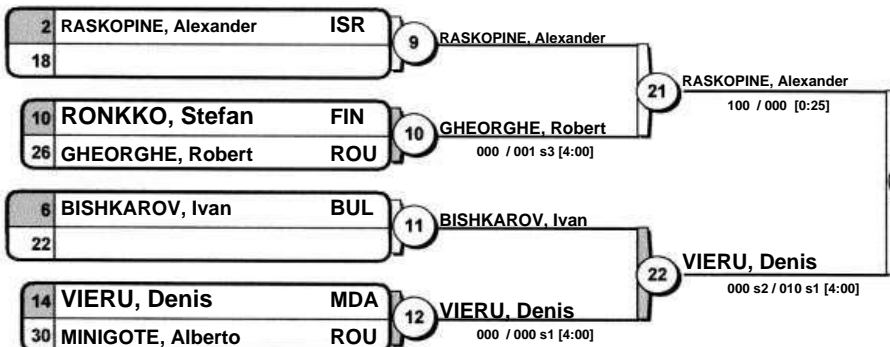 2 RASKOPINE, Alexander ISR
18
9
RASKOPINE, Alexander
10 RONKKO, Stefan FIN
26 GHEORGHE, Robert ROU
10
GHEORGHE, Robert
000 / 001 s3 [4:00]
21
RASKOPINE, Alexander
100 / 000 [0:25]
6 BISHKAROV, Ivan BUL
22
11
BISHKAROV, Ivan
14 VIERU, Denis MDA
30 MINIGOTE, Alberto ROU
12
VIERU, Denis
000 / 000 s1 [4:00]
22
VIERU, Denis
000 s2 / 010 s1 [4:00]